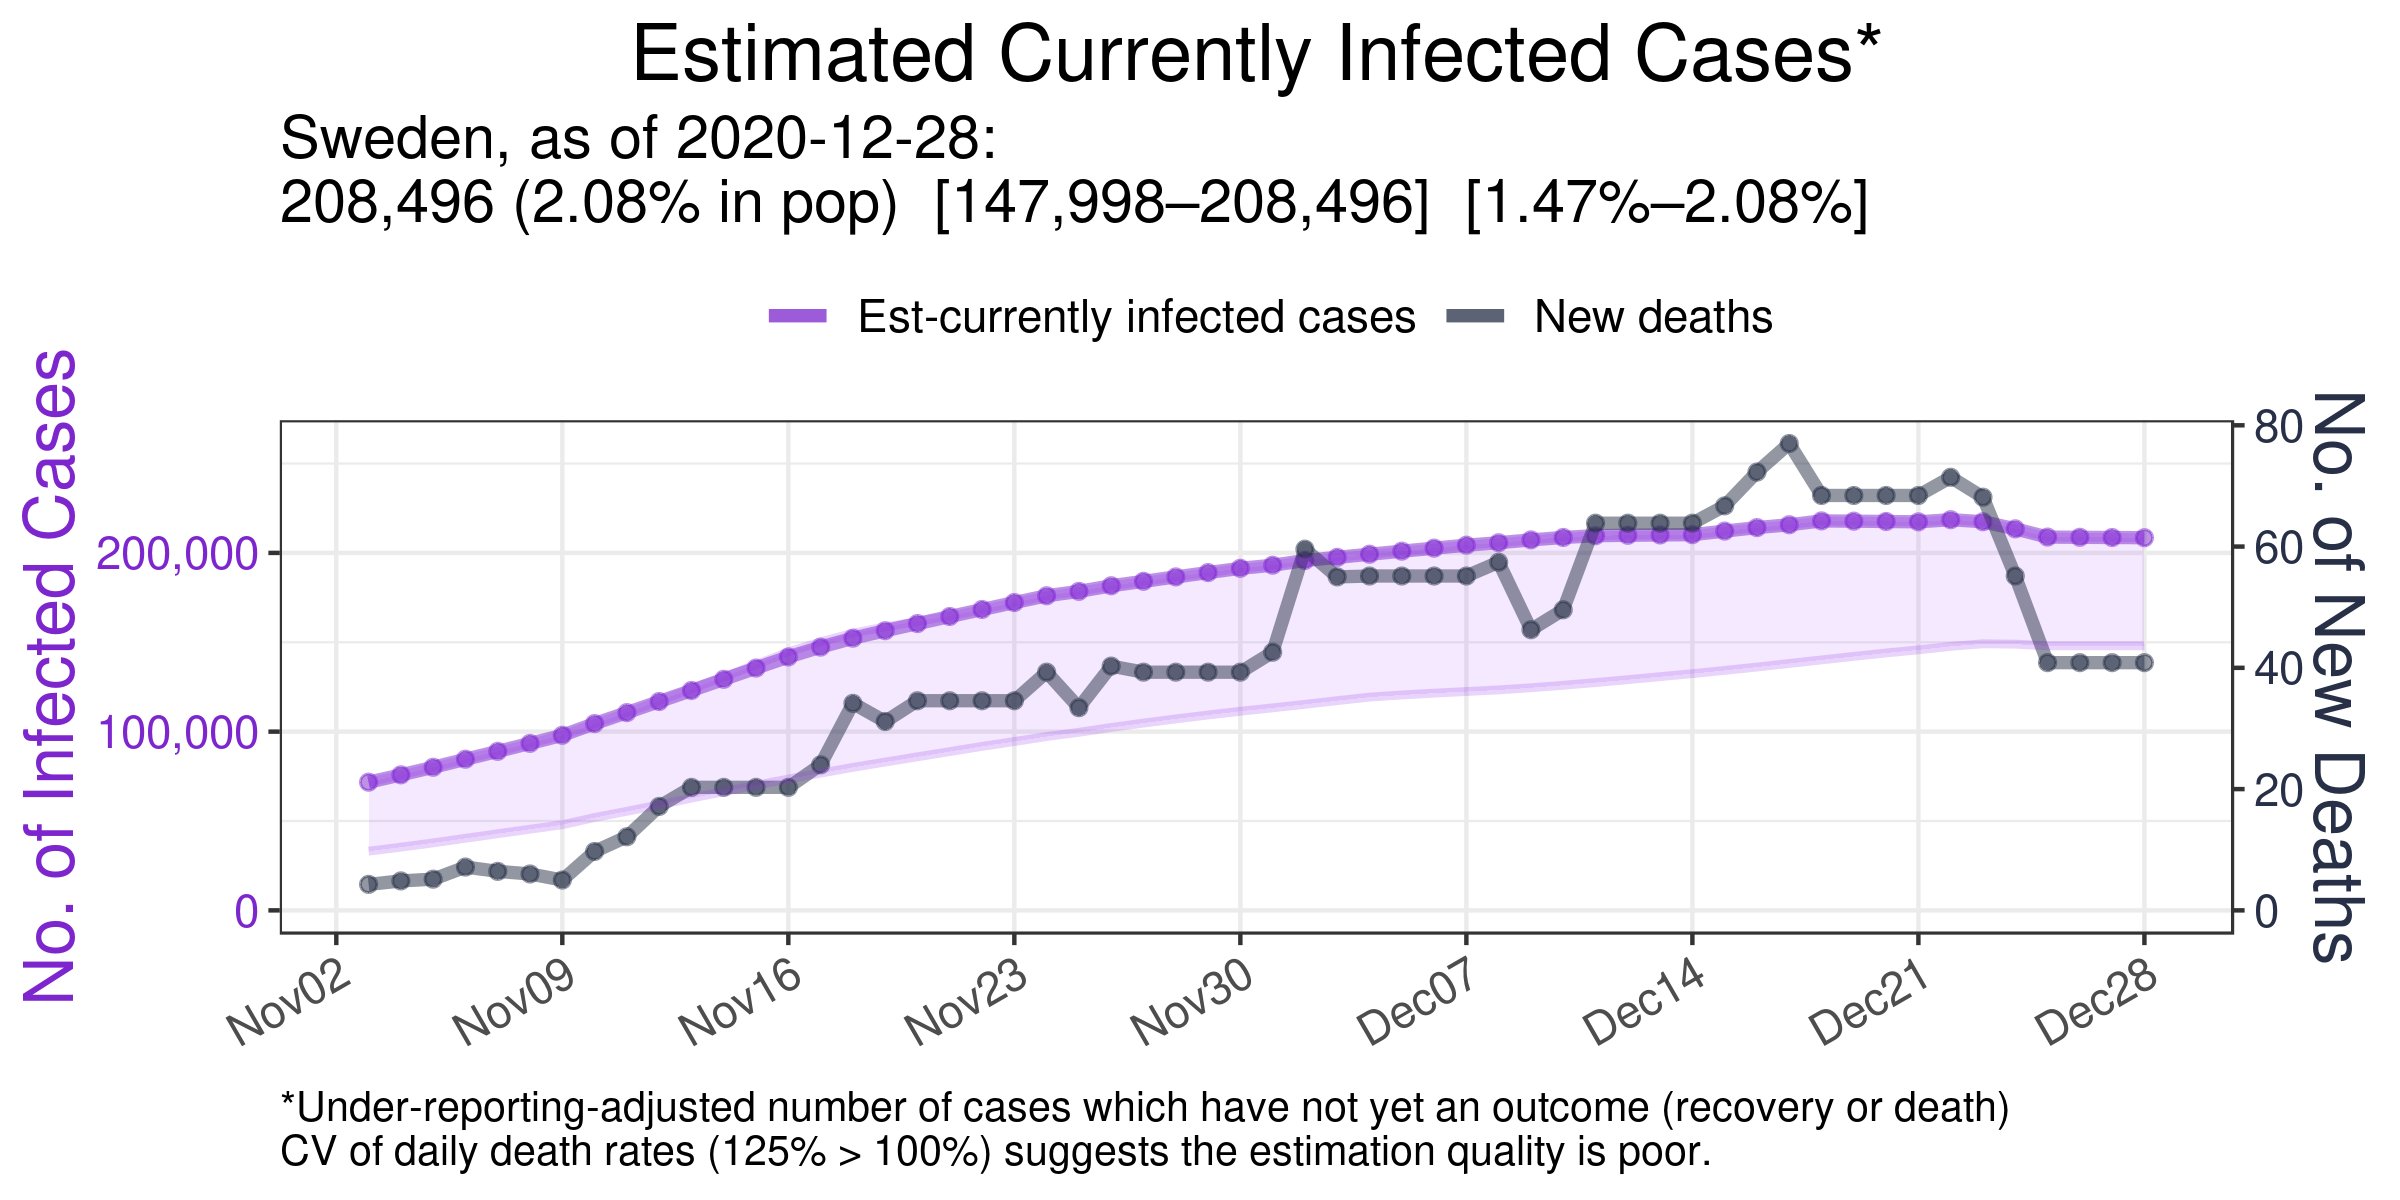 Estimated Currently Infected Cases*
Sweden, as of 2020-12-28:
208,496 (2.08% in pop)  [147,998–208,496]  [1.47%–2.08%]
Est-currently infected cases
New deaths
No. of Infected Cases
200,000
100,000
0
80
60
40
20
0
No. of New Deaths
Nov02
Nov09
Nov16
Nov23
Nov30
Dec07
Dec14
Dec21
Dec28
*Under-reporting-adjusted number of cases which have not yet an outcome (recovery or death)
CV of daily death rates (125% > 100%) suggests the estimation quality is poor.